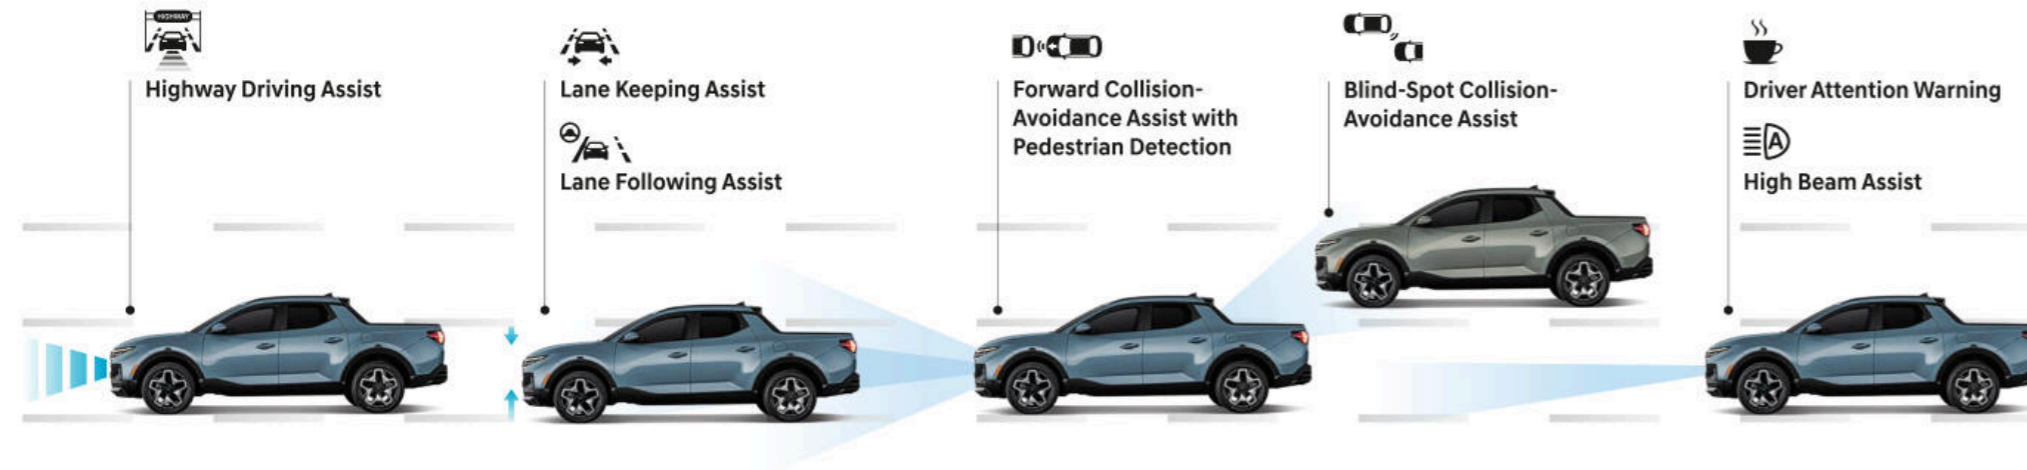 HIGHWAY
Highway Driving Assist
Lane Keeping Assist
Lane Following Assist
Forward Collision-
Avoidance Assist with
Pedestrian Detection
Blind-Spot Collision-
Avoidance Assist
Driver Attention Warning
A
High Beam Assist